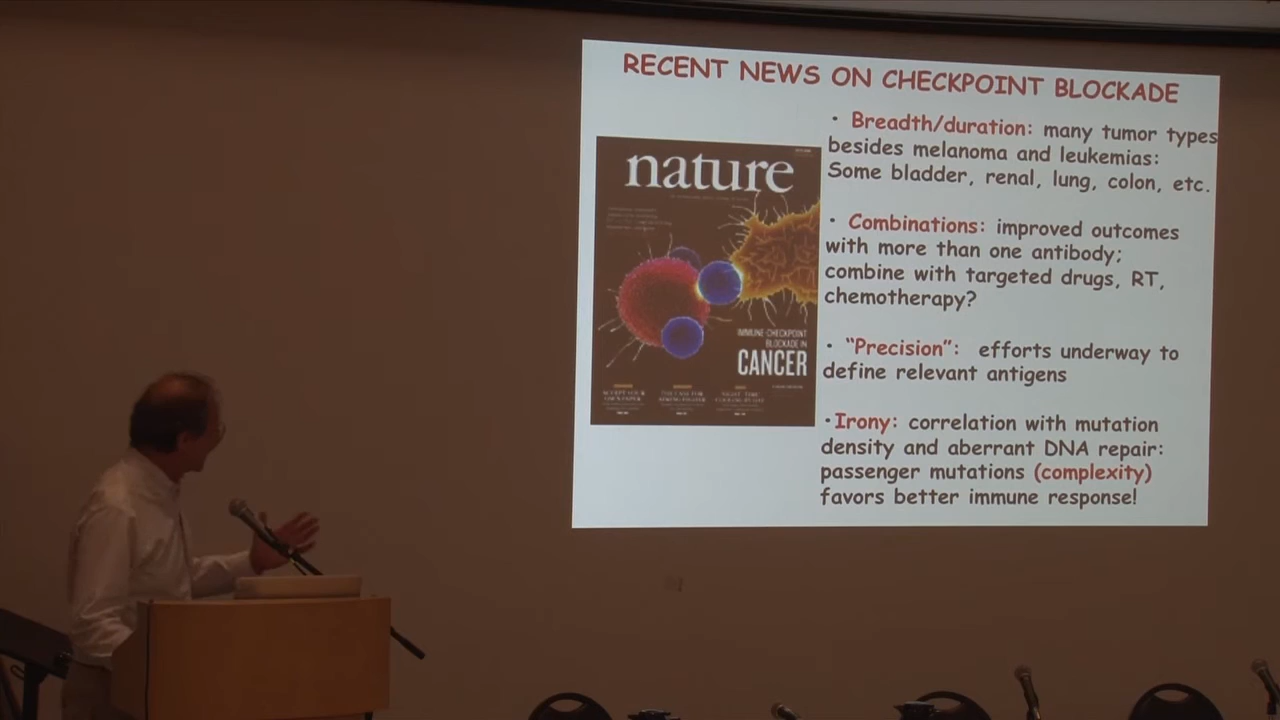 RECENT NEWS ON CHECKPOINT BLOCKADE
nature
IMMUNE-CHECKPOINT
BLOCKADE IN
CANCER
• Breadth/duration: many tumor types
besides melanoma and leukemias:
Some bladder, renal, lung, colon, etc.
• Combinations: improved outcomes
with more than one antibody;
combine with targeted drugs, RT,
chemotherapy?
• “Precision”: efforts underway to
define relevant antigens
• Irony: correlation with mutation
density and aberrant DNA repair:
passenger mutations (complexity)
favors better immune response!